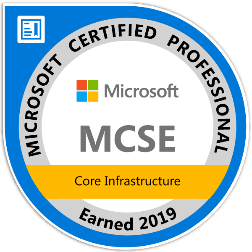 MICROSOFT CERTIFIED PROFESSIONAL
Microsoft
MCSE
Core Infrastructure
Earned 2019